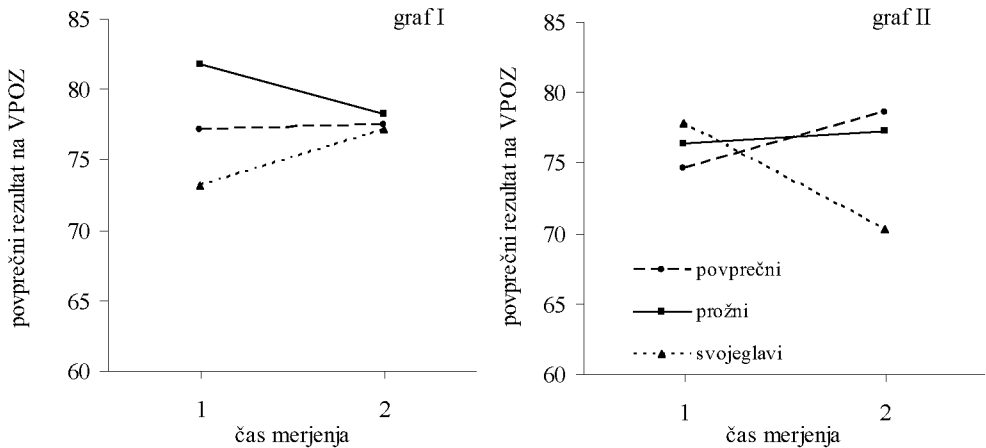 graf I
povprečni rezultat na VPOZ
85
80
75
70
65
60
1 2
čas merjenja
graf II
povprečni rezultat na VPOZ
85
80
75
70
65
60
povprečni
prožni
svojeglavi
1 2
čas merjenja